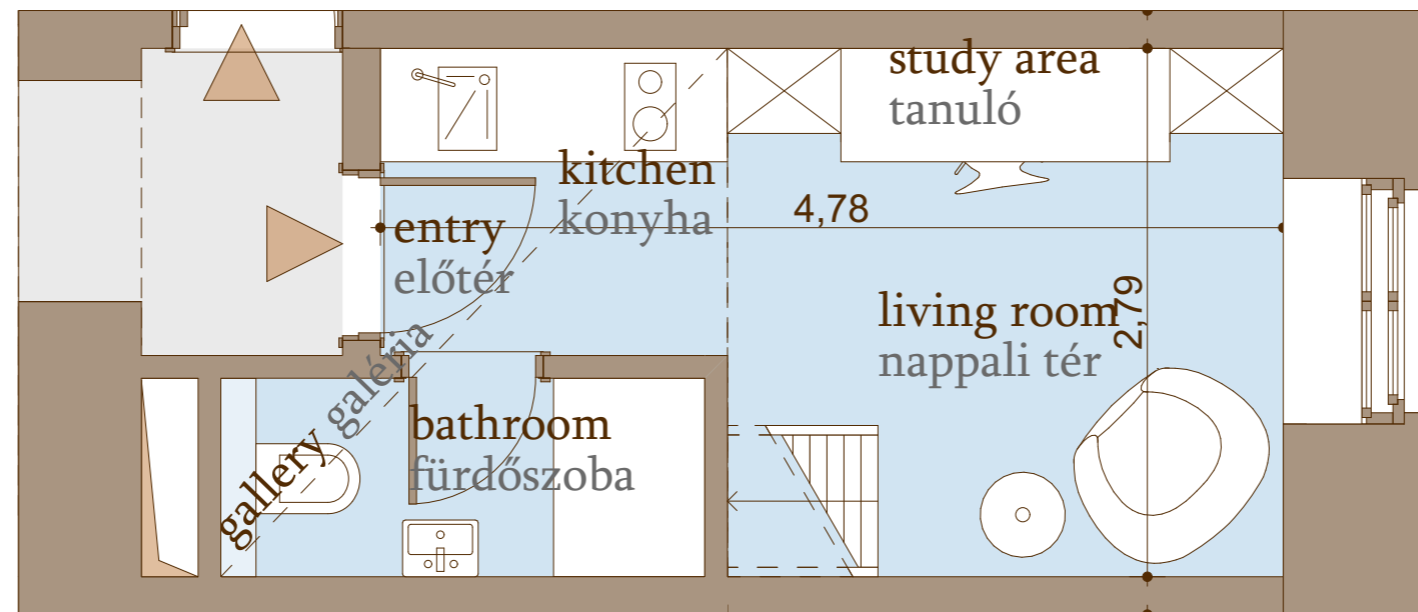 study area
tanuló
kitchen
konyha
4,78
entry
előtér
living room
nappali tér
2,79
gallery galéria
bathroom
fürdőszoba